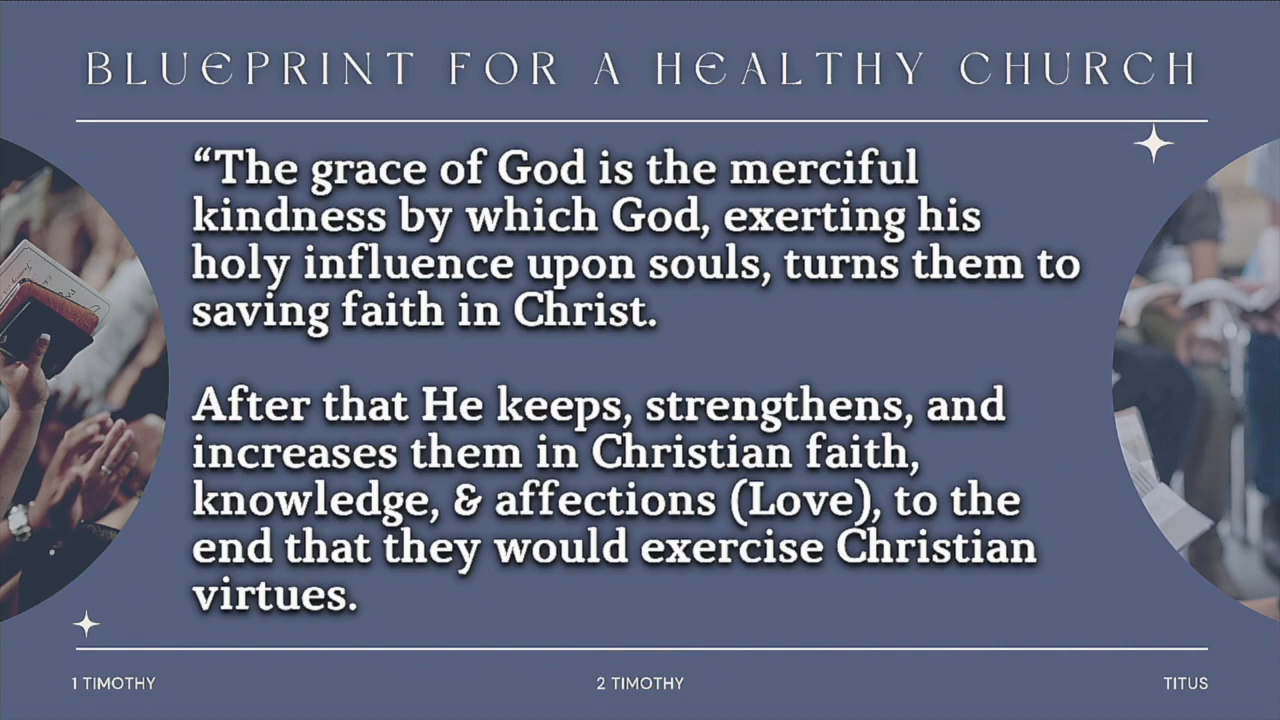 BLUEPRINT FOR A HEALTHY CHURCH
“The grace of God is the merciful
kindness by which God, exerting his
holy influence upon souls, turns them to
saving faith in Christ.
After that He keeps, strengthens, and
increases them in Christian faith,
knowledge, & affections (Love), to the
end that they would exercise Christian
virtues.
1 TIMOTHY
2 TIMOTHY
TITUS